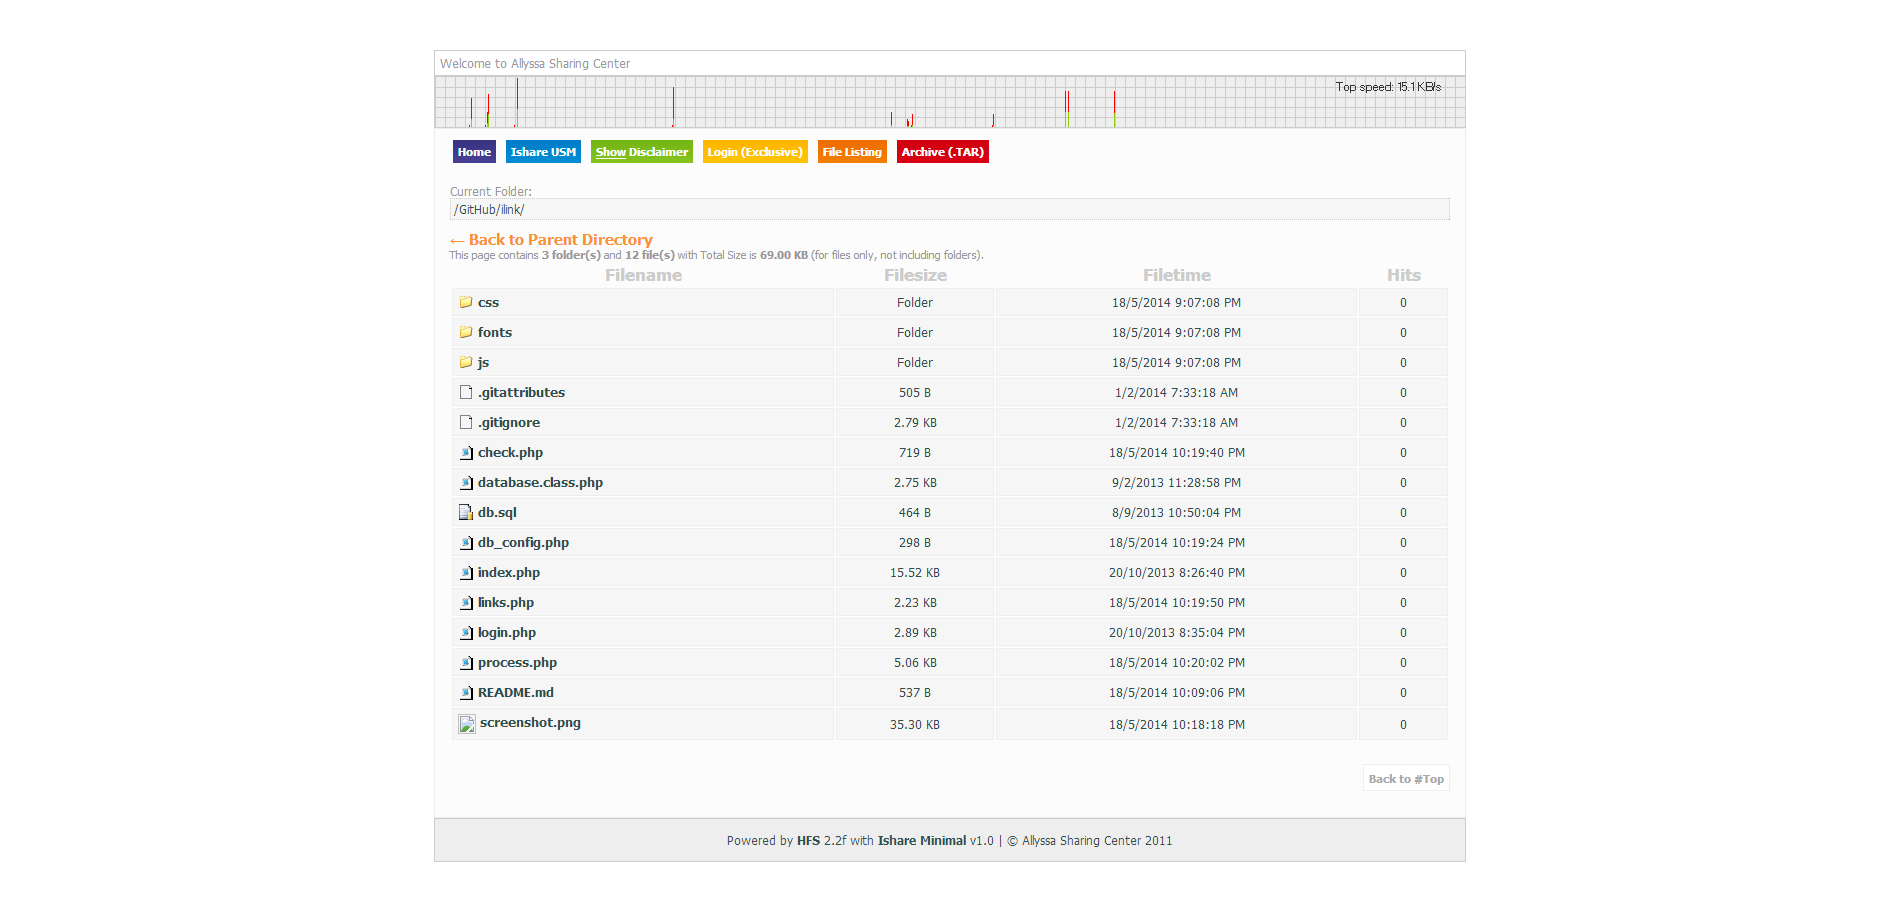 Welcome to Allyssa Sharing Center
Top speed: 15.1 KB/s
Home Ishare USM Show Disclaimer Login (Exclusive) File Listing Archive (.TAR)
Current Folder:
/GitHub/ilink/
← Back to Parent Directory
This page contains 3 folder(s) and 12 file(s) with Total Size is 69.00 KB (for files only, not including folders).
Filename Filesize Filetime Hits
css Folder 18/5/2014 9:07:08 PM 0
fonts Folder 18/5/2014 9:07:08 PM 0
js Folder 18/5/2014 9:07:08 PM 0
.gitattributes 505 B 1/2/2014 7:33:18 AM 0
.gitignore 2.79 KB 1/2/2014 7:33:18 AM 0
check.php 719 B 18/5/2014 10:19:40 PM 0
database.class.php 2.75 KB 9/2/2013 11:28:58 PM 0
db.sql 464 B 8/9/2013 10:50:04 PM 0
db_config.php 298 B 18/5/2014 10:19:24 PM 0
index.php 15.52 KB 20/10/2013 8:26:40 PM 0
links.php 2.23 KB 18/5/2014 10:19:50 PM 0
login.php 2.89 KB 20/10/2013 8:35:04 PM 0
process.php 5.06 KB 18/5/2014 10:20:02 PM 0
README.md 537 B 18/5/2014 10:09:06 PM 0
screenshot.png 35.30 KB 18/5/2014 10:18:18 PM 0
Back to #Top
Powered by HFS 2.2f with Ishare Minimal v1.0 | © Allyssa Sharing Center 2011